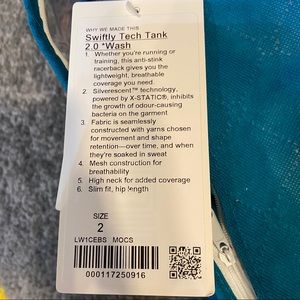 WHY WE MADE THIS
Swiftly Tech Tank
2.0 *Wash
1. Whether you're running or
training, this anti-stink
racerback gives you the
lightweight, breathable
coverage you need
2. Silverescent™ technology,
powered by X-STATIC®, inhibits
the growth of odour-causing
bacteria on the garment
3. Fabric is seamlessly
constructed with yarns chosen
for movement and shape
retention—over time, and when
they're soaked in sweat
4. Mesh construction for
breathability
5. High neck for added coverage
6. Slim fit, hip length
SIZE
2
LW1CEBS MOCS
000117250916